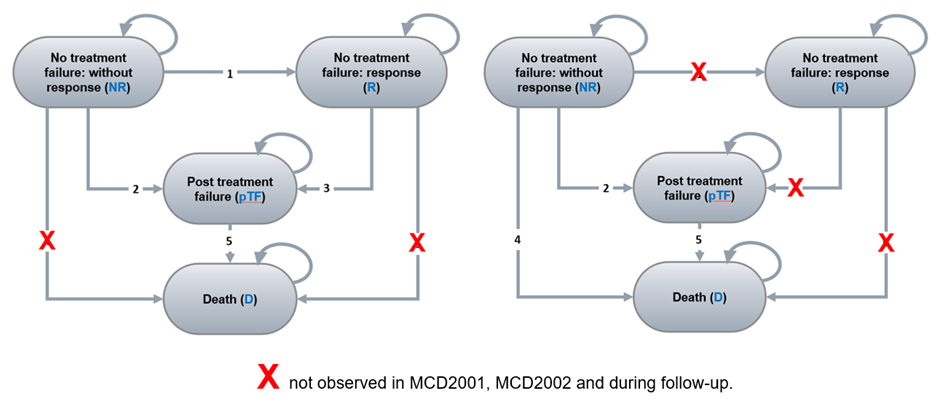 No treatment
failure: without
response (NR)
1
No treatment
failure: response
(R)
2
Post treatment
failure (pTF)
3
X
5
X
Death (D)
No treatment
failure: without
response (NR)
X
No treatment
failure: response
(R)
2
Post treatment
failure (pTF)
X
4
5
X
Death (D)
X not observed in MCD2001, MCD2002 and during follow-up.